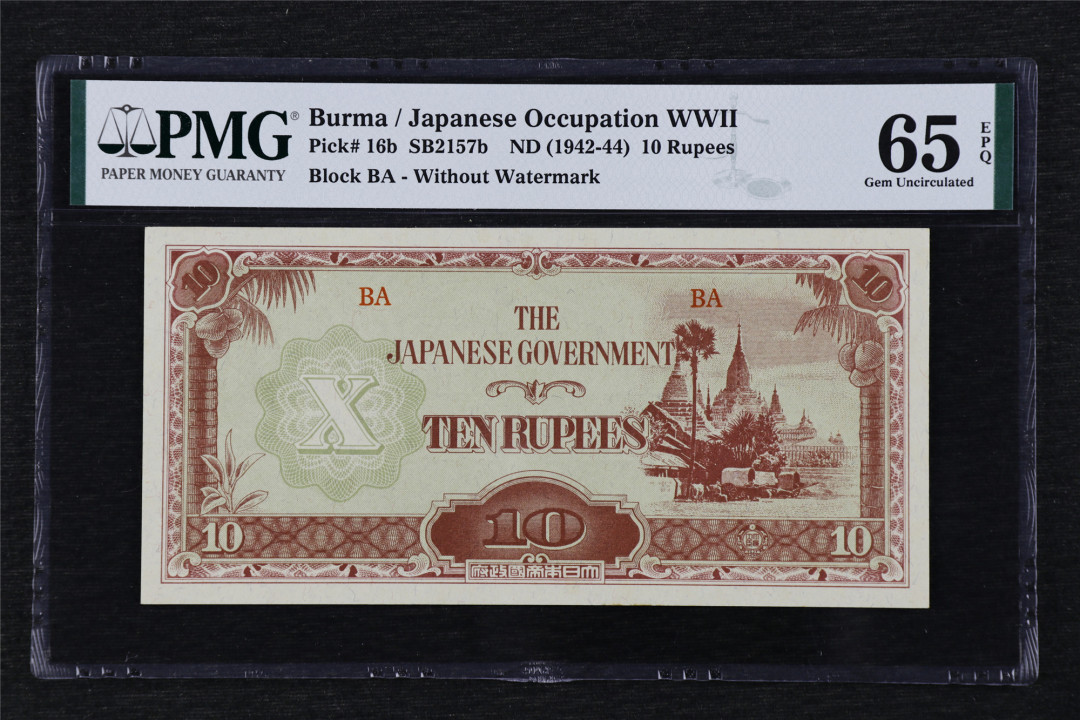 PMG®
PAPER MONEY GUARANTY
Burma / Japanese Occupation WWII
Pick# 16b SB2157b ND (1942-44) 10 Rupees
Block BA - Without Watermark
65 EPQ
Gem Uncirculated
10 10
BA BA
THE
JAPANESE GOVERNMENT
X
TEN RUPEES
10 10 10
府政國帝本日大